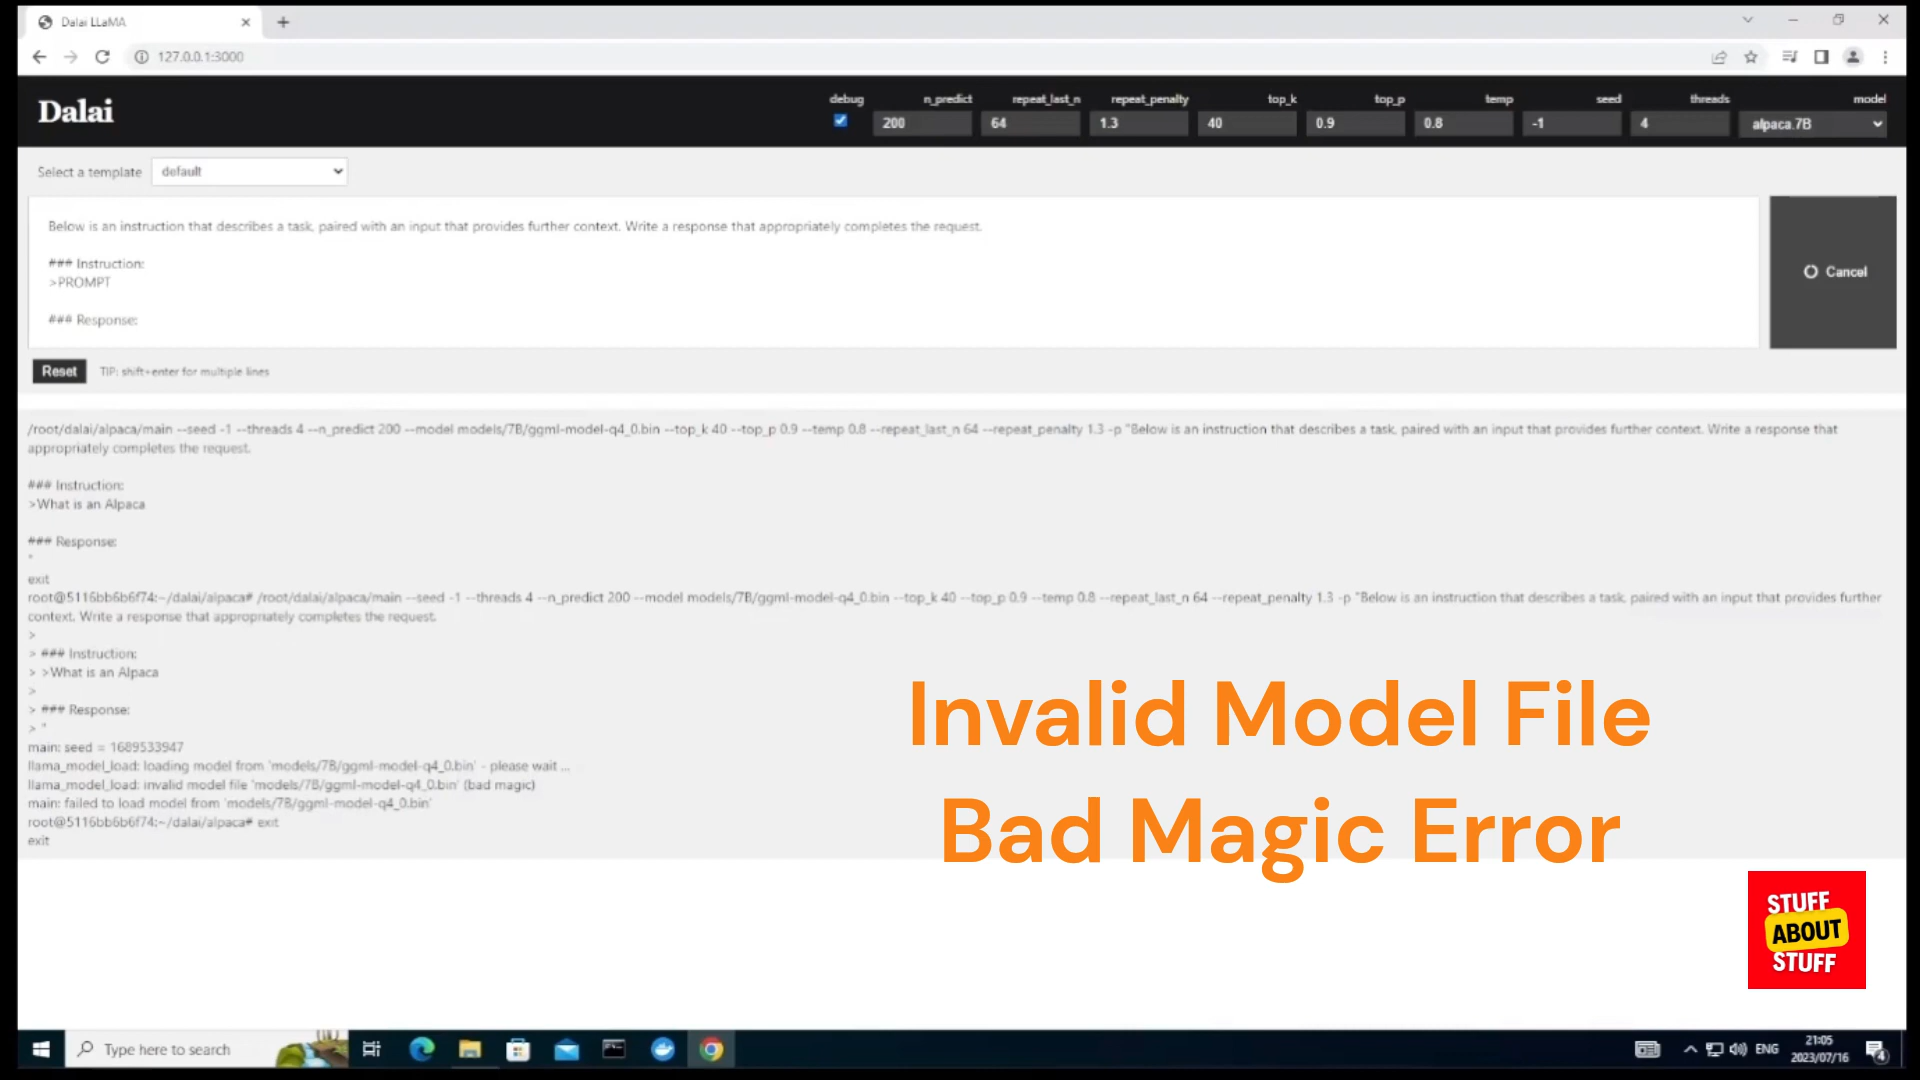 Dalai LLaMA
127.0.0.1:3000
Dalai
debug n_predict repeat_last_n repeat_penalty top_k top_p temp seed threads model
200 64 1.3 40 0.9 0.8 -1 4 alpaca.7B
Select a template default
Below is an instruction that describes a task, paired with an input that provides further context. Write a response that appropriately completes the request.
### Instruction:
>PROMPT
### Response:
Cancel
Reset TIP: shift+enter for multiple lines
/root/dalai/alpaca/main --seed -1 --threads 4 --n_predict 200 --model models/7B/ggml-model-q4_0.bin --top_k 40 --top_p 0.9 --temp 0.8 --repeat_last_n 64 --repeat_penalty 1.3 -p "Below is an instruction that describes a task, paired with an input that provides further context. Write a response that
appropriately completes the request.
### Instruction:
>What is an Alpaca
### Response:
"
exit
root@5116bb6b6f74:~/dalai/alpaca# /root/dalai/alpaca/main --seed -1 --threads 4 --n_predict 200 --model models/7B/ggml-model-q4_0.bin --top_k 40 --top_p 0.9 --temp 0.8 --repeat_last_n 64 --repeat_penalty 1.3 -p "Below is an instruction that describes a task, paired with an input that provides further
context. Write a response that appropriately completes the request.
>
> ### Instruction:
> >What is an Alpaca
>
> ### Response:
> "
main: seed = 1689533947
llama_model_load: loading model from 'models/7B/ggml-model-q4_0.bin' - please wait ...
llama_model_load: invalid model file 'models/7B/ggml-model-q4_0.bin' (bad magic)
main: failed to load model from 'models/7B/ggml-model-q4_0.bin'
root@5116bb6b6f74:~/dalai/alpaca# exit
exit
Invalid Model File
Bad Magic Error
STUFF
ABOUT
STUFF
Type here to search
ENG
21:05
2023/07/16
4